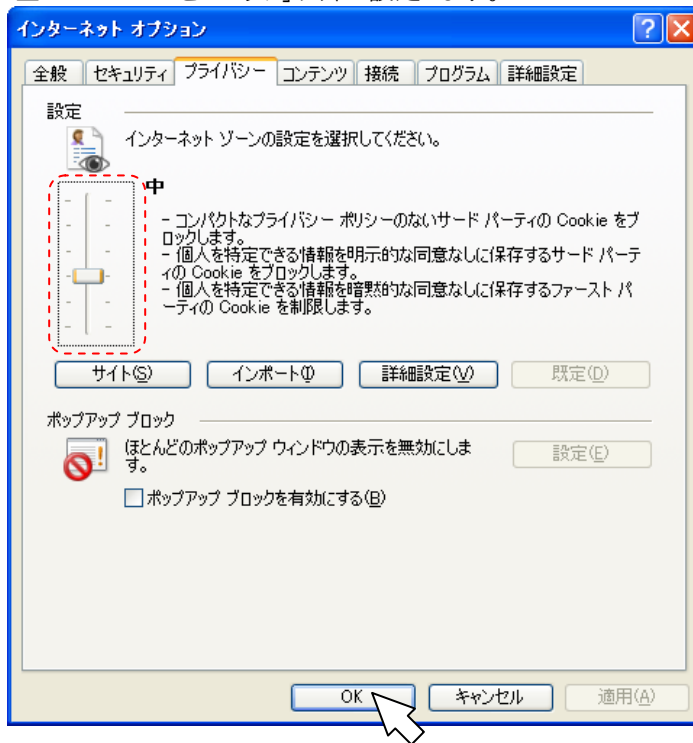 インターネット オプション
全般 セキュリティ プライバシー コンテンツ 接続 プログラム 詳細設定
設定
インターネット ゾーンの設定を選択してください。
中
- コンパクトなプライバシー ポリシーのないサード パーティの Cookie をブ
ロックします。
- 個人を特定できる情報を明示的な同意なしに保存するサード パーテ
ィの Cookie をブロックします。
- 個人を特定できる情報を暗黙的な同意なしに保存するファースト パ
ーティの Cookie を制限します。
サイト(S) インポート(I) 詳細設定(V) 既定(D)
ポップアップ ブロック
ほとんどのポップアップ ウィンドウの表示を無効にしま
す。
設定(E)
ポップアップ ブロックを有効にする(B)
OK キャンセル 適用(A)